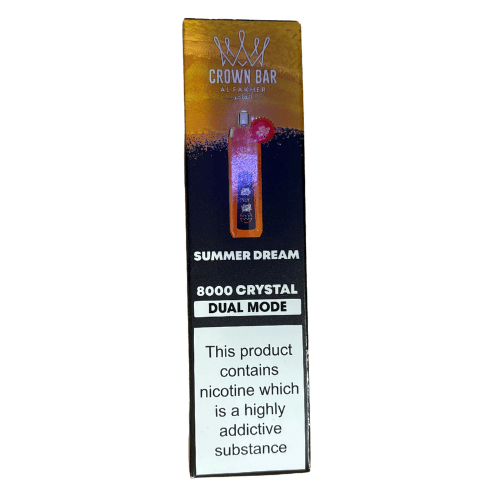 CROWN BAR
AL FAKHER
الفاخر
SUMMER DREAM
8000 CRYSTAL
DUAL MODE
This product
contains
nicotine which
is a highly
addictive
substance